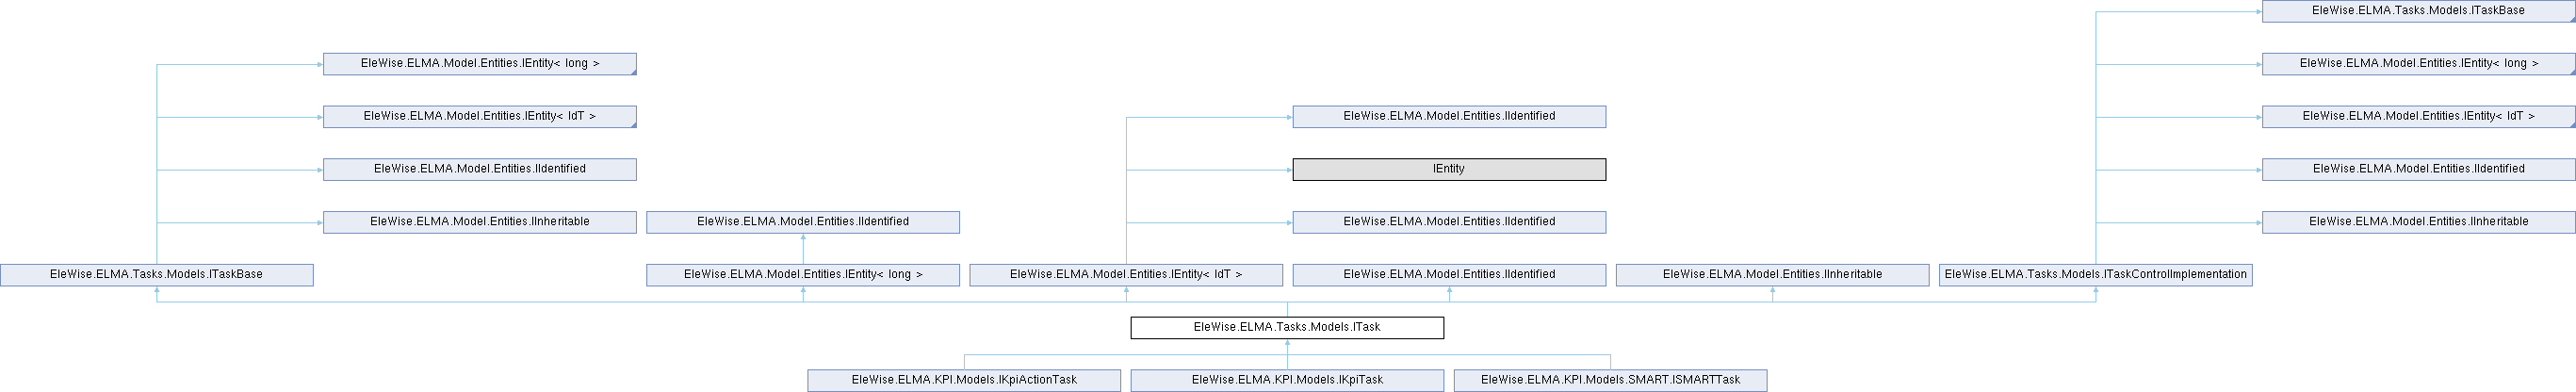 EleWise.ELMA.Tasks.Models.ITaskBase
EleWise.ELMA.Model.Entities.IEntity< long >
EleWise.ELMA.Model.Entities.IEntity< long >
EleWise.ELMA.Model.Entities.IEntity< IdT >
EleWise.ELMA.Model.Entities.IIdentified
EleWise.ELMA.Model.Entities.IEntity< IdT >
EleWise.ELMA.Model.Entities.IIdentified
IEntity
EleWise.ELMA.Model.Entities.IIdentified
EleWise.ELMA.Model.Entities.IInheritable
EleWise.ELMA.Model.Entities.IIdentified
EleWise.ELMA.Model.Entities.IIdentified
EleWise.ELMA.Model.Entities.IInheritable
EleWise.ELMA.Tasks.Models.ITaskBase
EleWise.ELMA.Model.Entities.IEntity< long >
EleWise.ELMA.Model.Entities.IEntity< IdT >
EleWise.ELMA.Model.Entities.IIdentified
EleWise.ELMA.Model.Entities.IInheritable
EleWise.ELMA.Tasks.Models.ITaskControlImplementation
EleWise.ELMA.Tasks.Models.ITask
EleWise.ELMA.KPI.Models.IKpiActionTask
EleWise.ELMA.KPI.Models.IKpiTask
EleWise.ELMA.KPI.Models.SMART.ISMARTTask